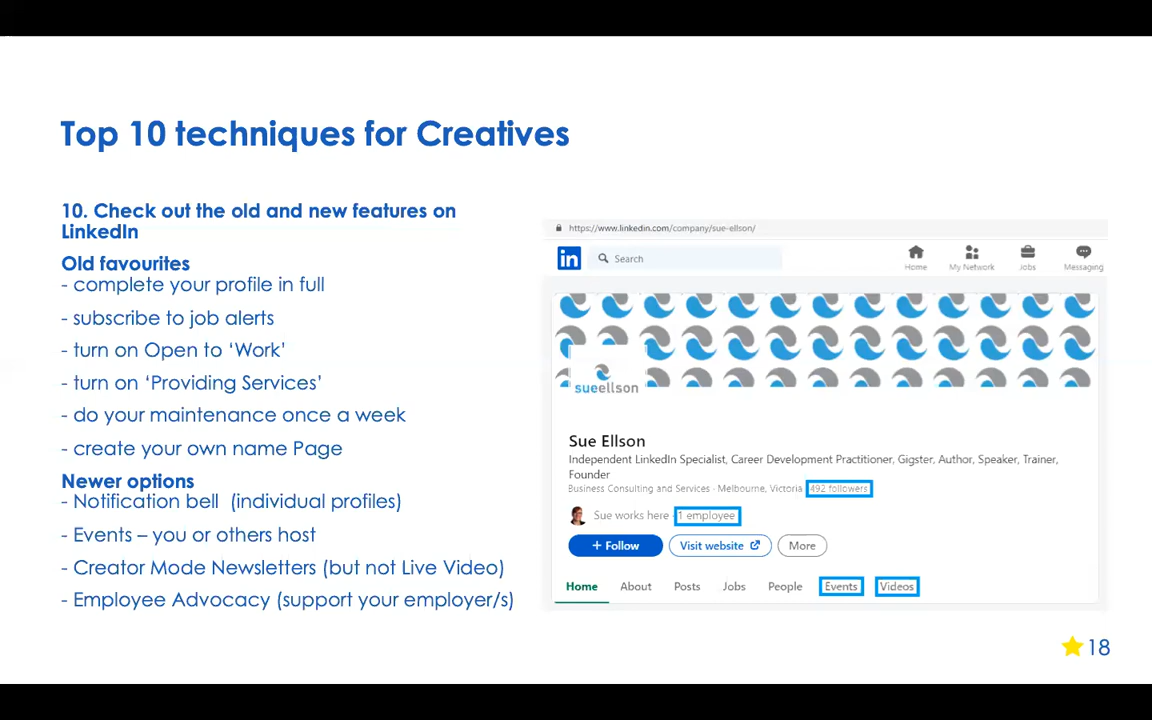 Top 10 techniques for Creatives
10. Check out the old and new features on
LinkedIn
Old favourites
- complete your profile in full
- subscribe to job alerts
- turn on Open to ‘Work’
- turn on ‘Providing Services’
- do your maintenance once a week
- create your own name Page
Newer options
- Notification bell  (individual profiles)
- Events – you or others host
- Creator Mode Newsletters (but not Live Video)
- Employee Advocacy (support your employer/s)
https://www.linkedin.com/company/sue-ellson/
in
Search
Home
My Network
Jobs
Messaging
sueellson
Sue Ellson
Independent LinkedIn Specialist, Career Development Practitioner, Gigster, Author, Speaker, Trainer,
Founder
Business Consulting and Services · Melbourne, Victoria 492 followers
Sue works here · 1 employee
+ Follow
Visit website
More
Home
About
Posts
Jobs
People
Events
Videos
18